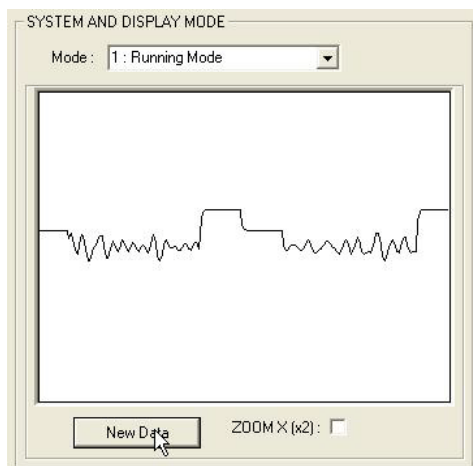 SYSTEM AND DISPLAY MODE
Mode : 1 : Running Mode
New Data ZOOM X (x2) :